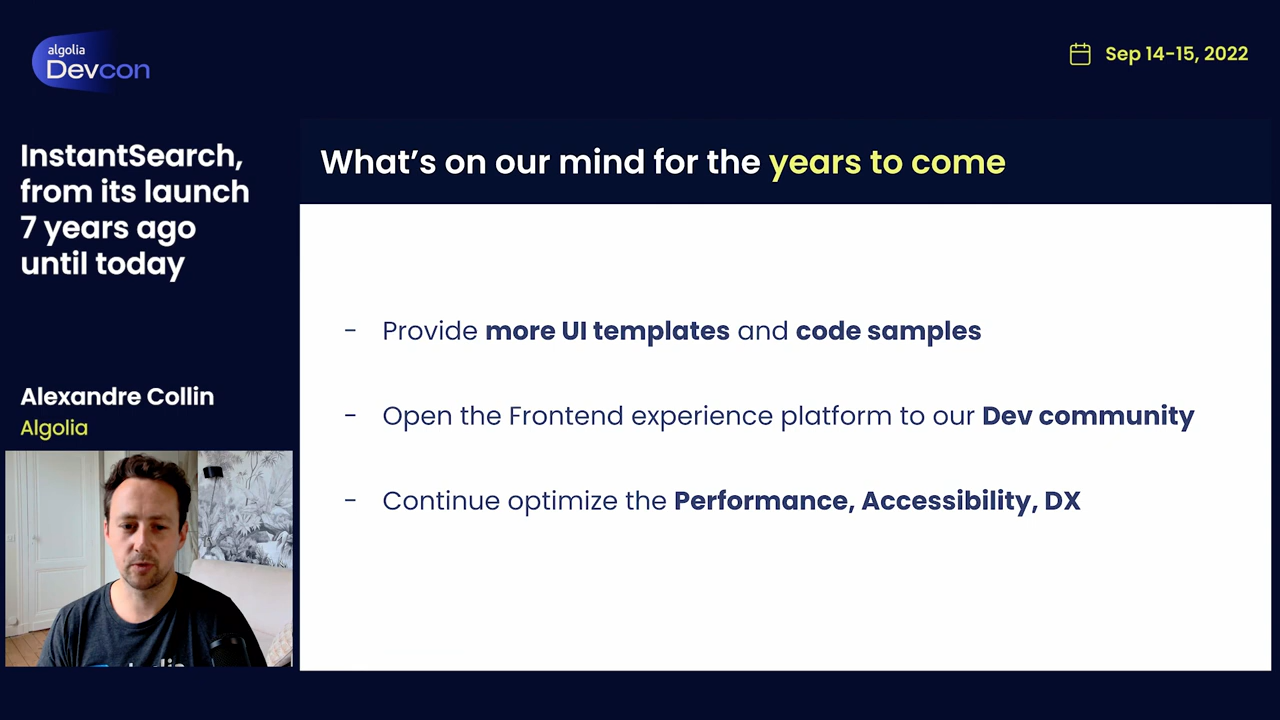 algolia
Devcon
Sep 14-15, 2022
InstantSearch,
from its launch
7 years ago
until today
Alexandre Collin
Algolia
What's on our mind for the years to come
- Provide more UI templates and code samples
- Open the Frontend experience platform to our Dev community
- Continue optimize the Performance, Accessibility, DX